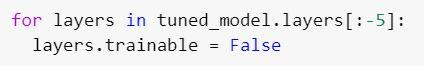 for layers in tuned_model.layers[:-5]:
  layers.trainable = False